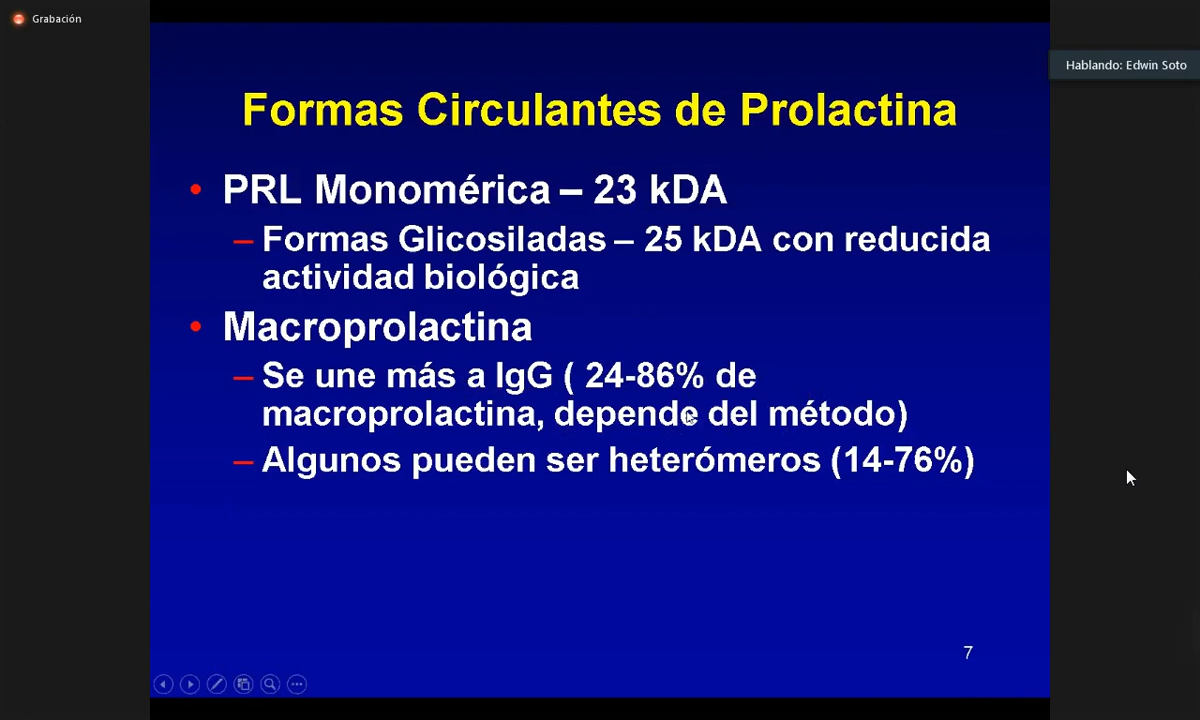 Grabación
Hablando: Edwin Soto
Formas Circulantes de Prolactina
• PRL Monomérica – 23 kDA
– Formas Glicosiladas – 25 kDA con reducida
actividad biológica
• Macroprolactina
– Se une más a IgG ( 24-86% de
macroprolactina, depende del método)
– Algunos pueden ser heterómeros (14-76%)
7